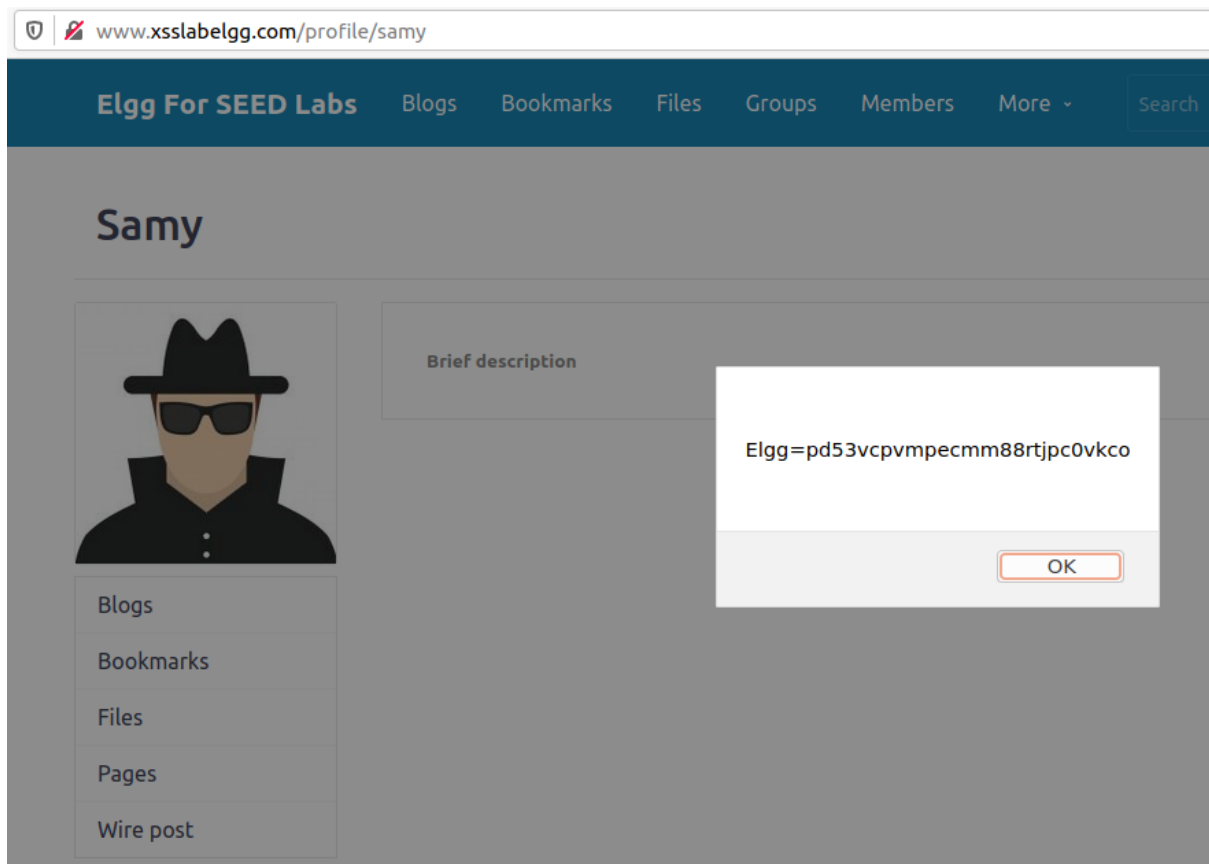 www.xsslabelgg.com/profile/samy
Elgg For SEED Labs Blogs Bookmarks Files Groups Members More Search
Samy
Brief description
Elgg=pd53vcpvmpecmm88rtjpc0vkco
OK
Blogs
Bookmarks
Files
Pages
Wire post